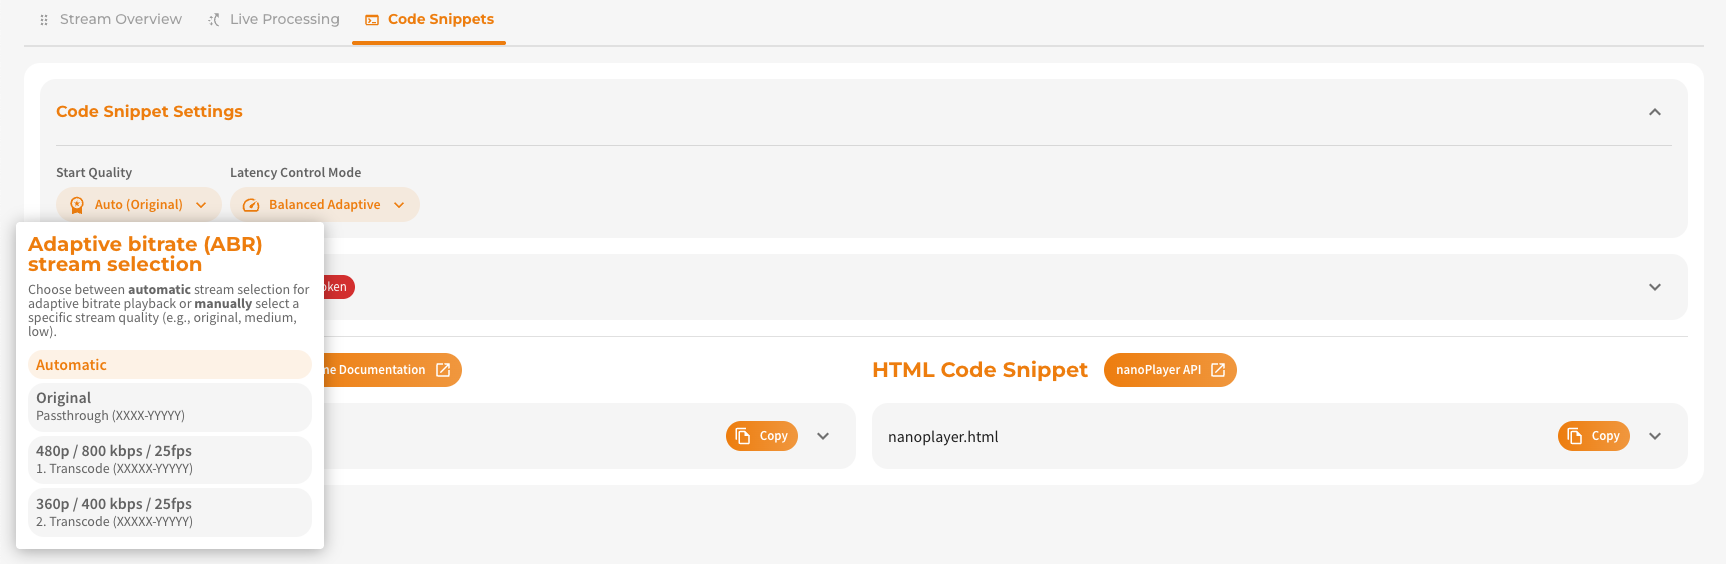 Stream Overview
Live Processing
Code Snippets
Code Snippet Settings
Start Quality
Latency Control Mode
Auto (Original)
Balanced Adaptive
Adaptive bitrate (ABR)
stream selection
Choose between automatic stream selection for
adaptive bitrate playback or manually select a
specific stream quality (e.g., original, medium,
low).
Automatic
Original
Passthrough (XXXX-YYYYY)
480p / 800 kbps / 25fps
1. Transcode (XXXXX-YYYYY)
360p / 400 kbps / 25fps
2. Transcode (XXXXX-YYYYY)
Documentation
Copy
HTML Code Snippet
nanoPlayer API
nanoplayer.html
Copy